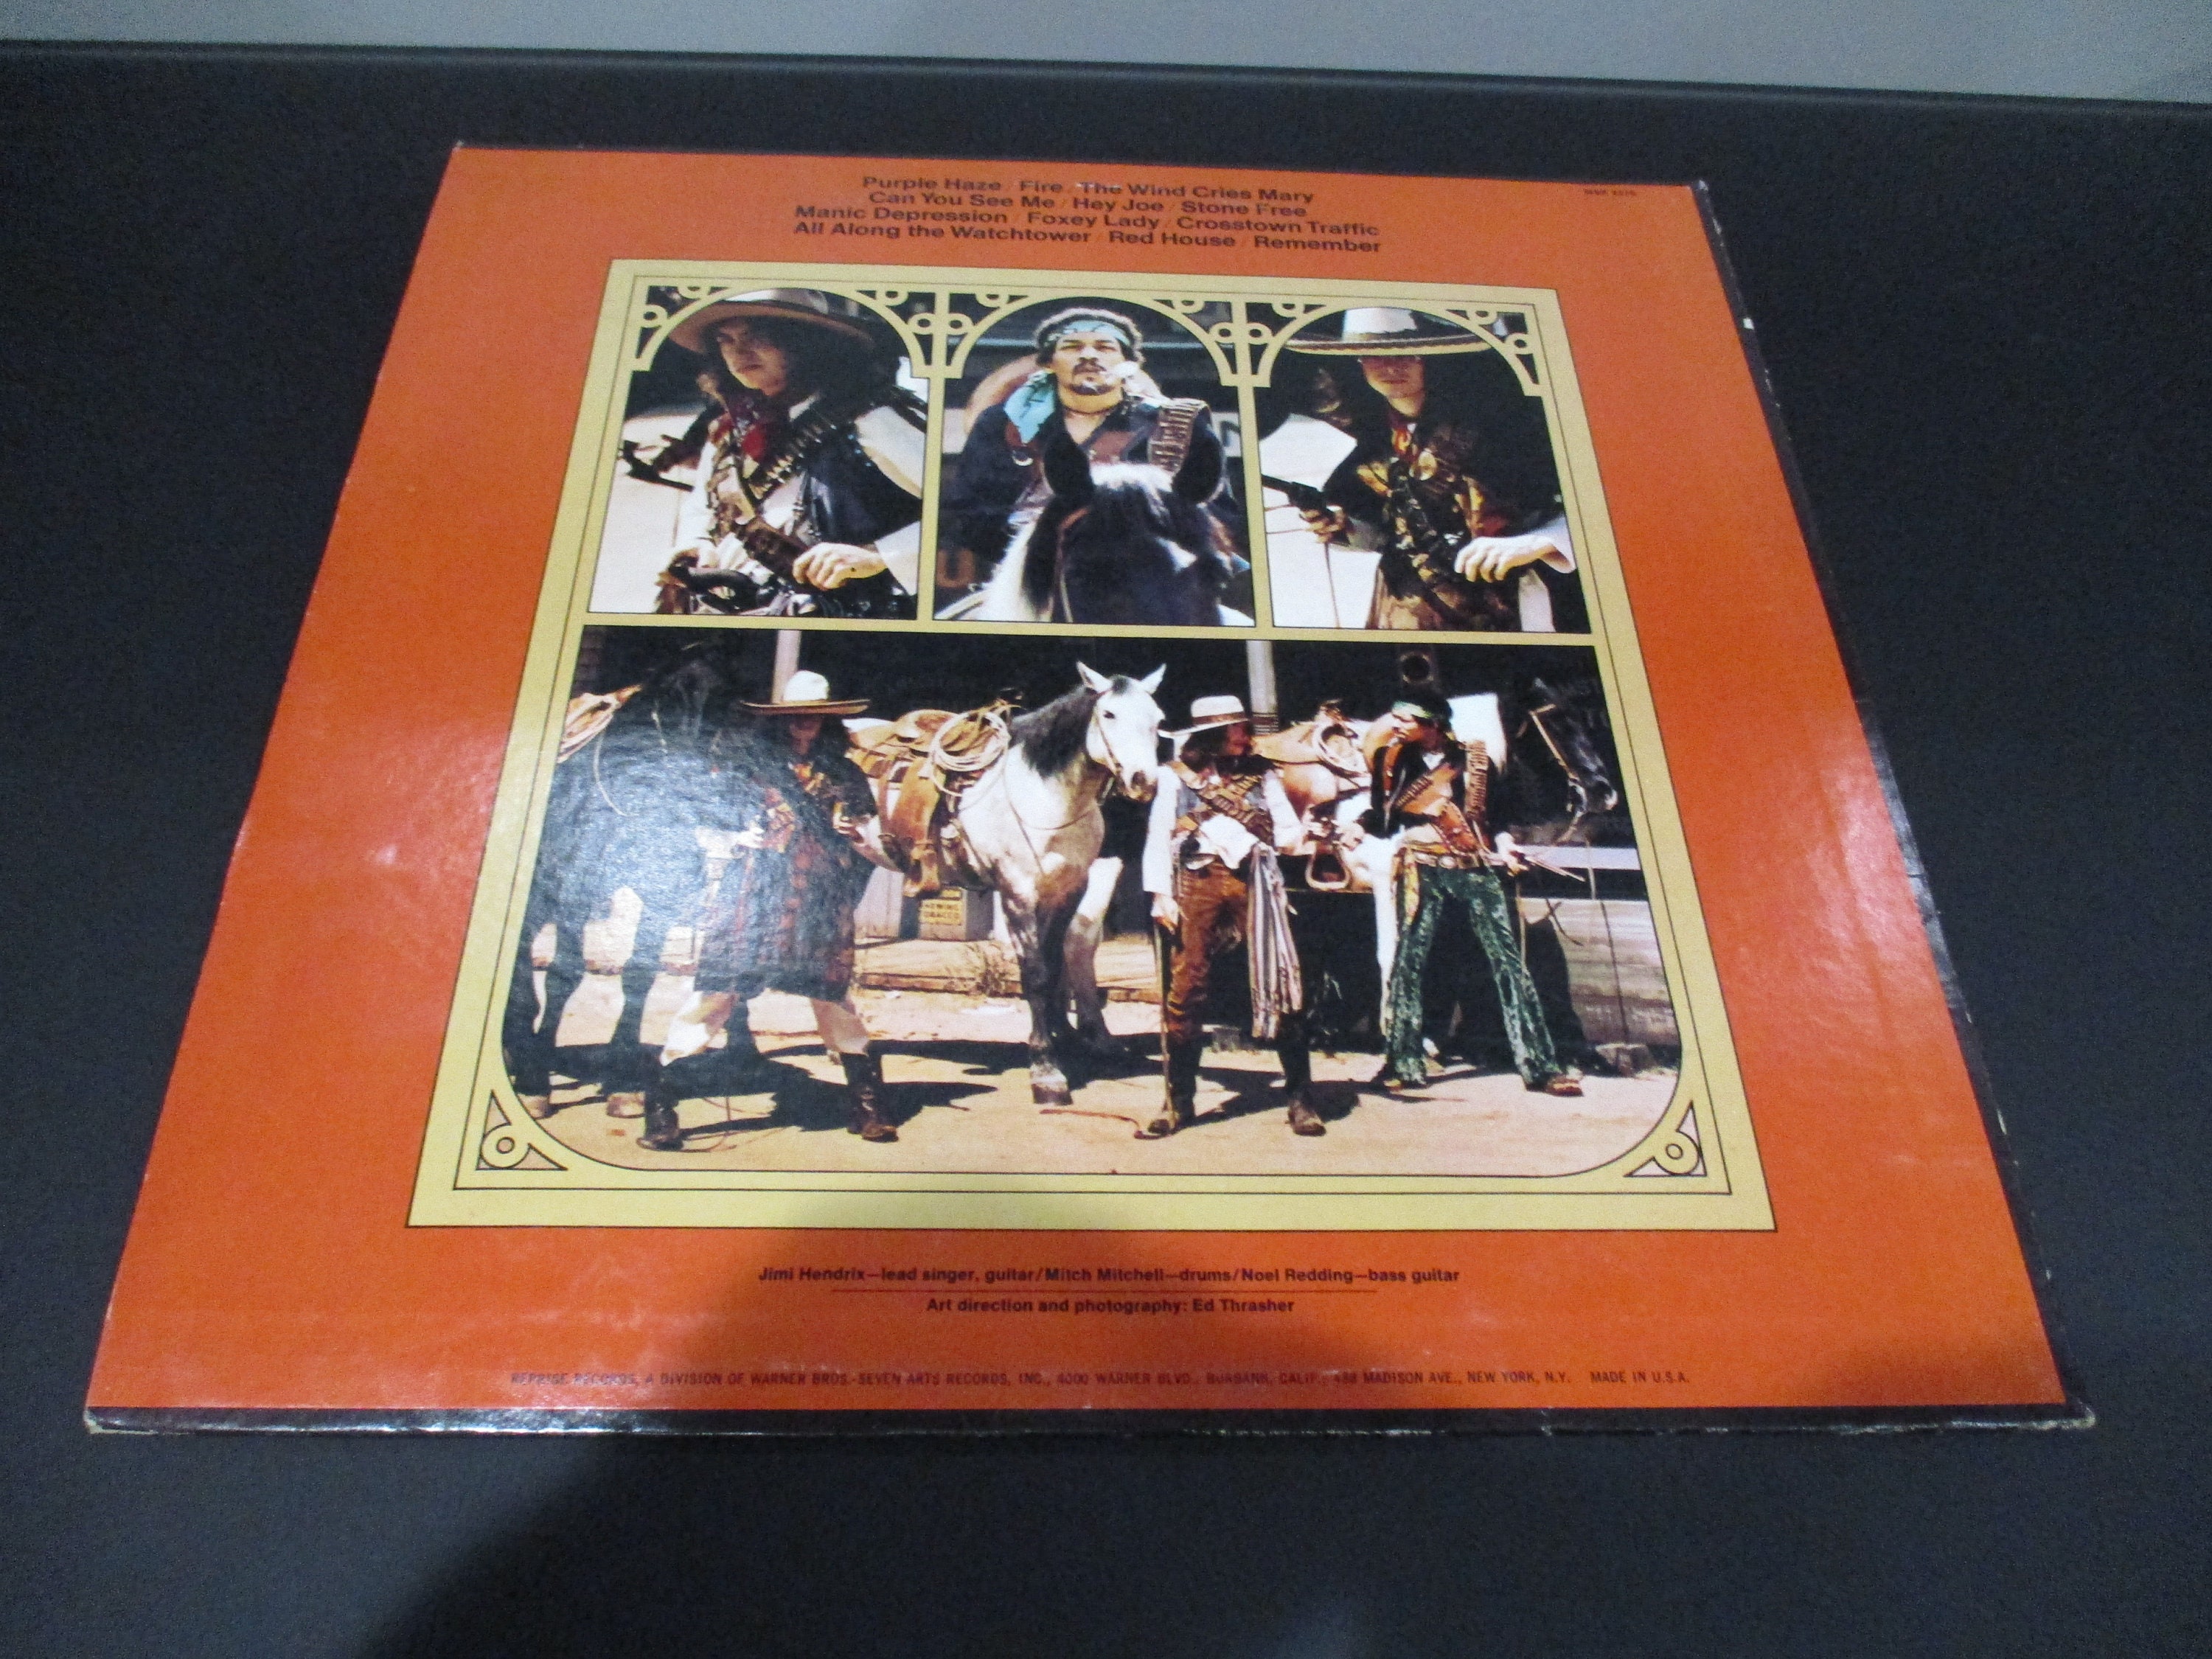 Purple Haze / Fire / The Wind Cries Mary
Can You See Me / Hey Joe / Stone Free
Manic Depression / Foxey Lady / Crosstown Traffic
All Along the Watchtower / Red House / Remember
CHEWING
TOBACCO
Jimi Hendrix—lead singer, guitar/Mitch Mitchell—drums/Noel Redding—bass guitar
Art direction and photography: Ed Thrasher
REPRISE RECORDS, A DIVISION OF WARNER BROS.-SEVEN ARTS RECORDS, INC., 4000 WARNER BLVD., BURBANK, CALIF., 488 MADISON AVE., NEW YORK, N.Y. MADE IN U.S.A.